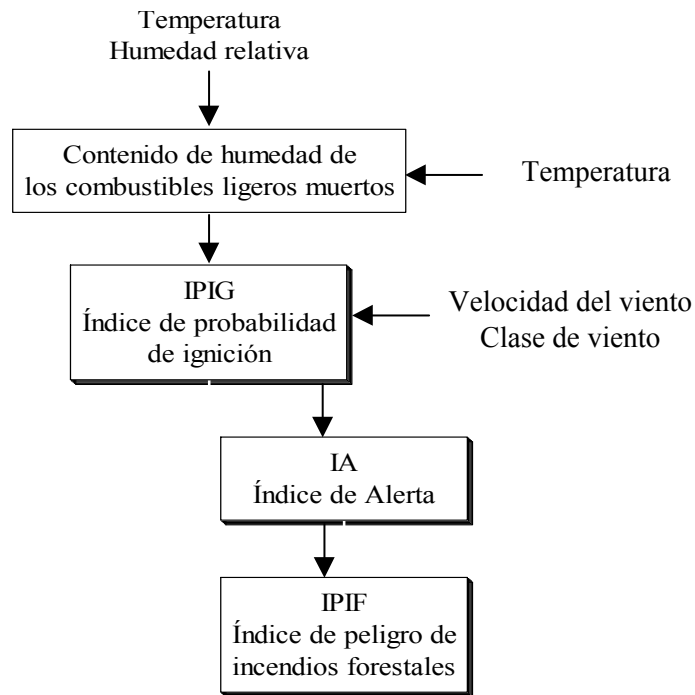 Temperatura
Humedad relativa
Contenido de humedad de
los combustibles ligeros muertos
Temperatura
IPIG
Índice de probabilidad
de ignición
Velocidad del viento
Clase de viento
IA
Índice de Alerta
IPIF
Índice de peligro de
incendios forestales